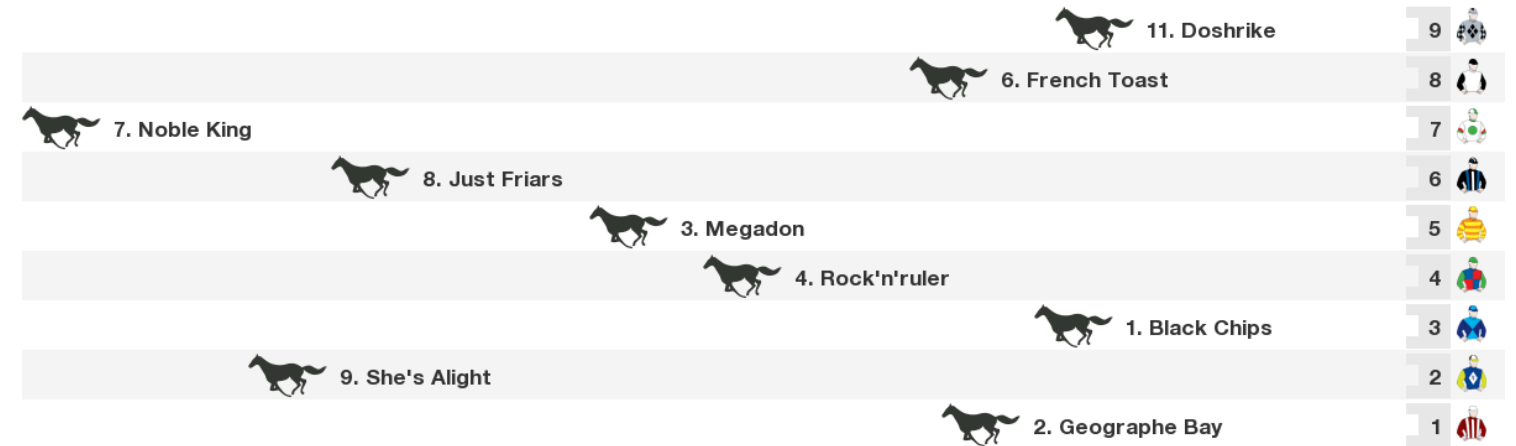 11. Doshrike 9
6. French Toast 8
7. Noble King 7
8. Just Friars 6
3. Megadon 5
4. Rock'n'ruler 4
1. Black Chips 3
9. She's Alight 2
2. Geographe Bay 1